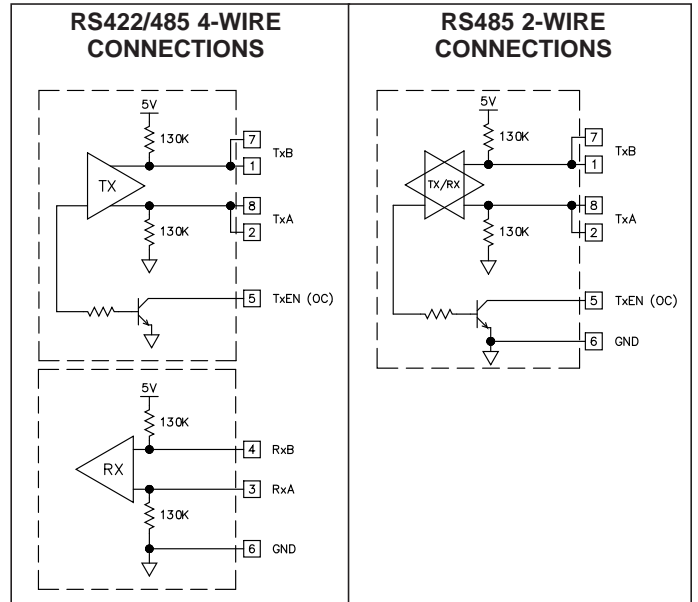 RS422/485 4-WIRE
CONNECTIONS
5V
130K
7
TxB
1
TX
8
TxA
2
130K
5 TxEN (OC)
5V
130K
4 RxB
RX
3 RxA
130K
6 GND
RS485 2-WIRE
CONNECTIONS
5V
130K
7
TxB
1
TX/RX
8
TxA
2
130K
5 TxEN (OC)
6 GND